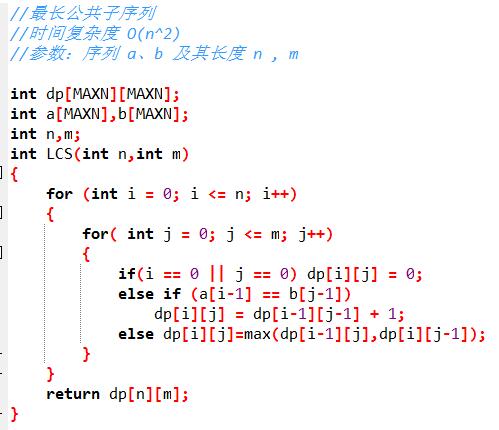 //最长公共子序列
//时间复杂度 O(n^2)
//参数：序列 a、b 及其长度 n , m

int dp[MAXN][MAXN];
int a[MAXN],b[MAXN];
int n,m;
int LCS(int n,int m)
{
    for (int i = 0; i <= n; i++)
    {
        for( int j = 0; j <= m; j++)
        {
            if(i == 0 || j == 0) dp[i][j] = 0;
            else if (a[i-1] == b[j-1])
                dp[i][j] = dp[i-1][j-1] + 1;
            else dp[i][j]=max(dp[i-1][j],dp[i][j-1]);
        }
    }
    return dp[n][m];
}